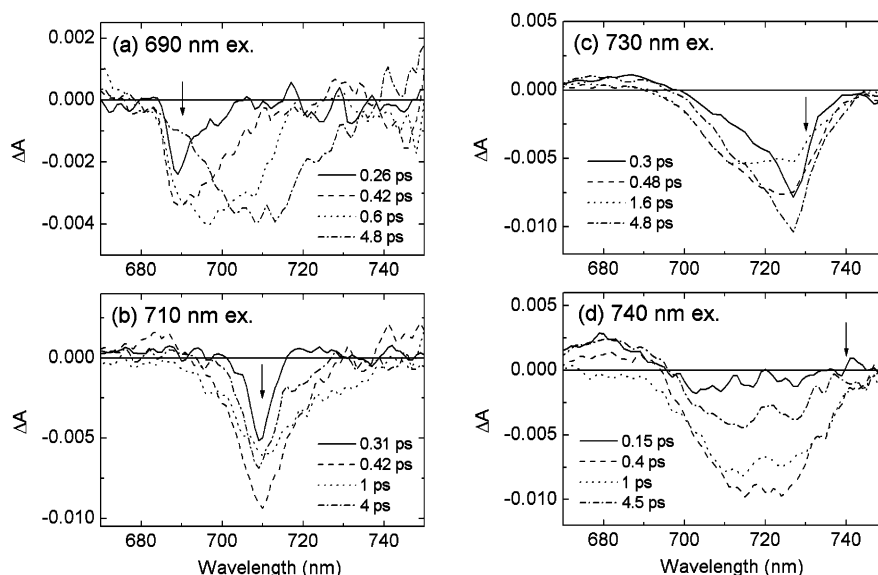 (a) 690 nm ex.
0.002
0.000
-0.002
-0.004
ΔA
0.26 ps
0.42 ps
0.6 ps
4.8 ps
680
700
720
740
(b) 710 nm ex.
0.000
-0.005
-0.010
ΔA
0.31 ps
0.42 ps
1 ps
4 ps
680
700
720
740
Wavelength (nm)
(c) 730 nm ex.
0.005
0.000
-0.005
-0.010
ΔA
0.3 ps
0.48 ps
1.6 ps
4.8 ps
680
700
720
740
(d) 740 nm ex.
0.005
0.000
-0.005
-0.010
ΔA
0.15 ps
0.4 ps
1 ps
4.5 ps
680
700
720
740
Wavelength (nm)